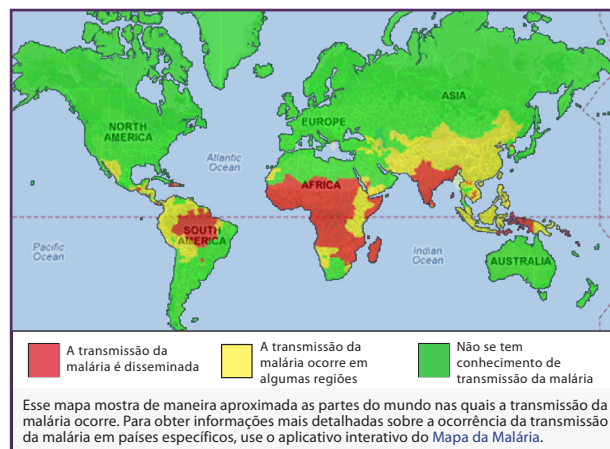 ASIA
EUROPE
NORTH
AMERICA
Atlantic
Ocean
AFRICA
SOUTH
AMERICA
Pacific
Ocean
Indian
Ocean
AUSTRALIA
A transmissão da
malária é disseminada
A transmissão da
malária ocorre em
algumas regiões
Não se tem
conhecimento de
transmissão da malária
Esse mapa mostra de maneira aproximada as partes do mundo nas quais a transmissão da
malária ocorre. Para obter informações mais detalhadas sobre a ocorrência da transmissão
da malária em países específicos, use o aplicativo interativo do Mapa da Malária.